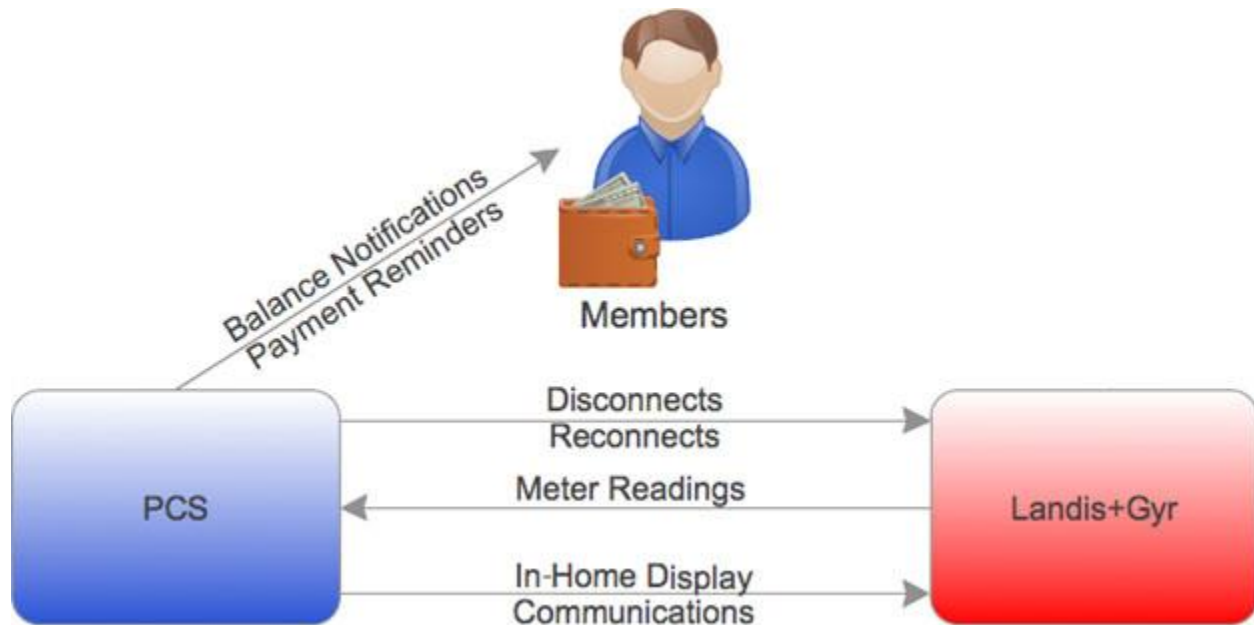 Balance Notifications
Payment Reminders
Members
Disconnects
Reconnects
Meter Readings
PCS
Landis+Gyr
In-Home Display
Communications